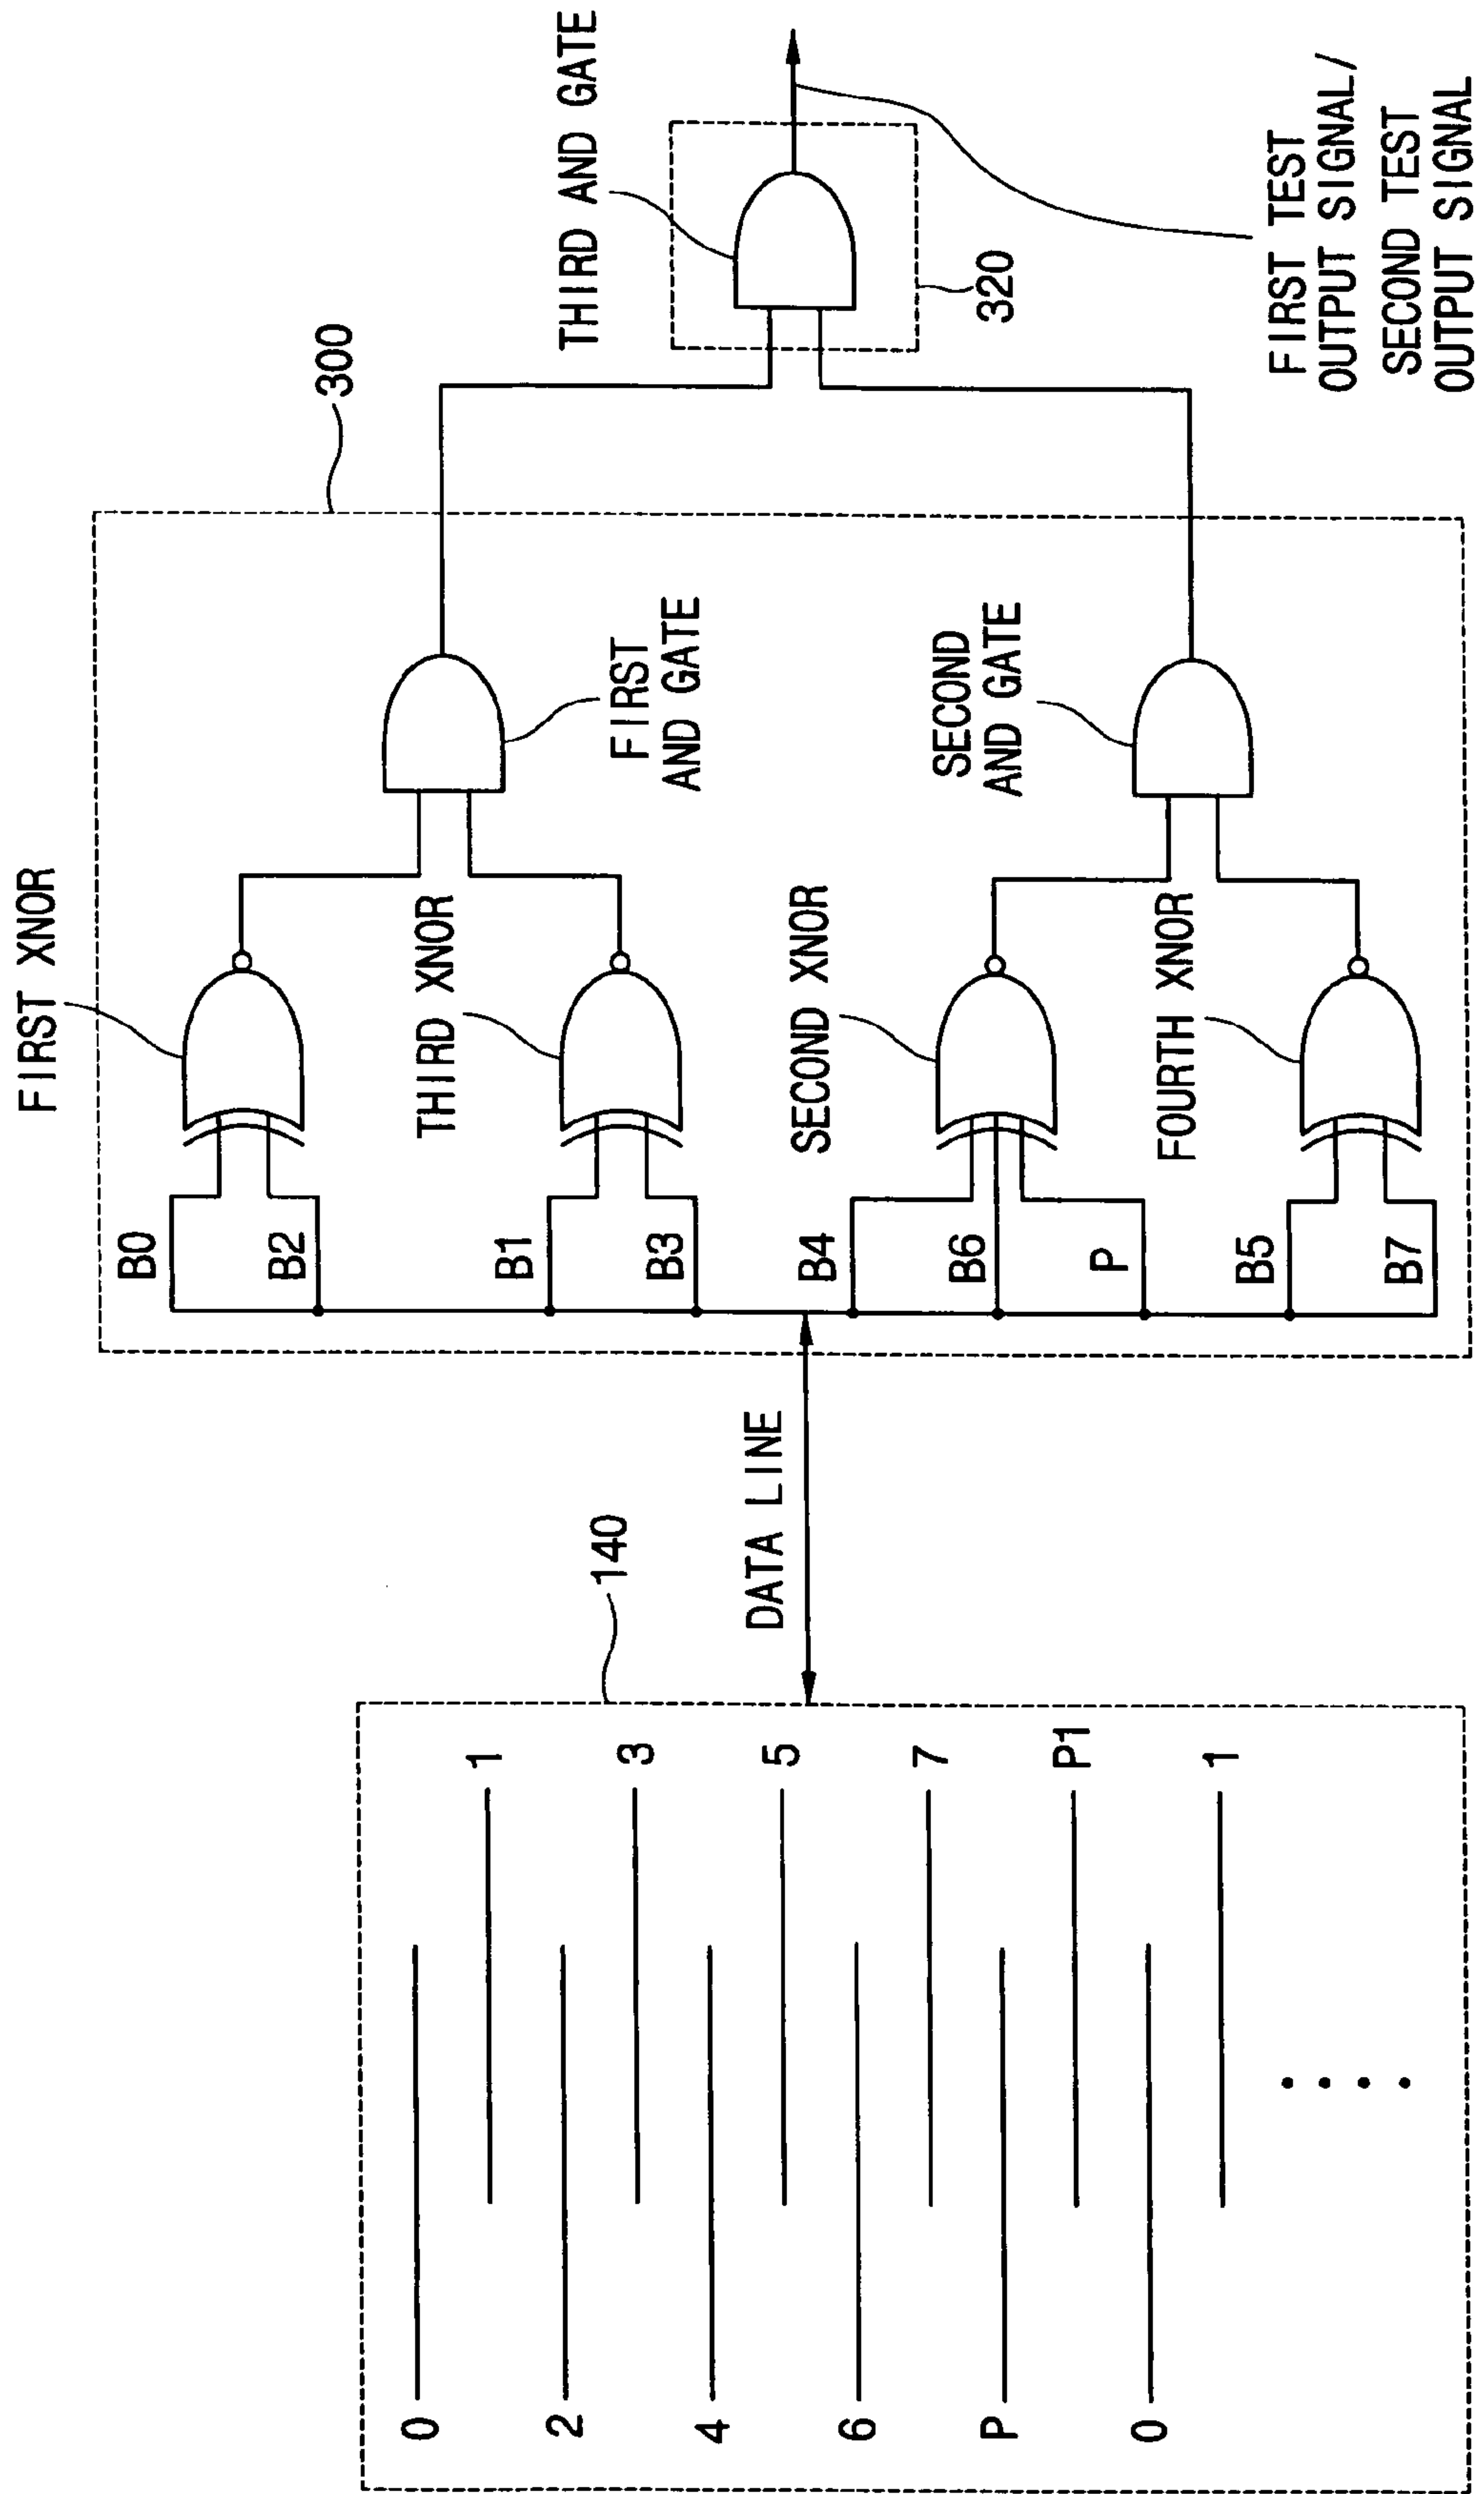 FIRST XNOR
B0
B2
THIRD XNOR
B1
B3
SECOND XNOR
B4
B6
P
FOURTH XNOR
B5
B7
FIRST
AND GATE
SECOND
AND GATE
300
THIRD AND GATE
320
FIRST TEST
OUTPUT SIGNAL/
SECOND TEST
OUTPUT SIGNAL
DATA LINE
140
0
1
2
3
4
5
6
7
P
P1
0
1